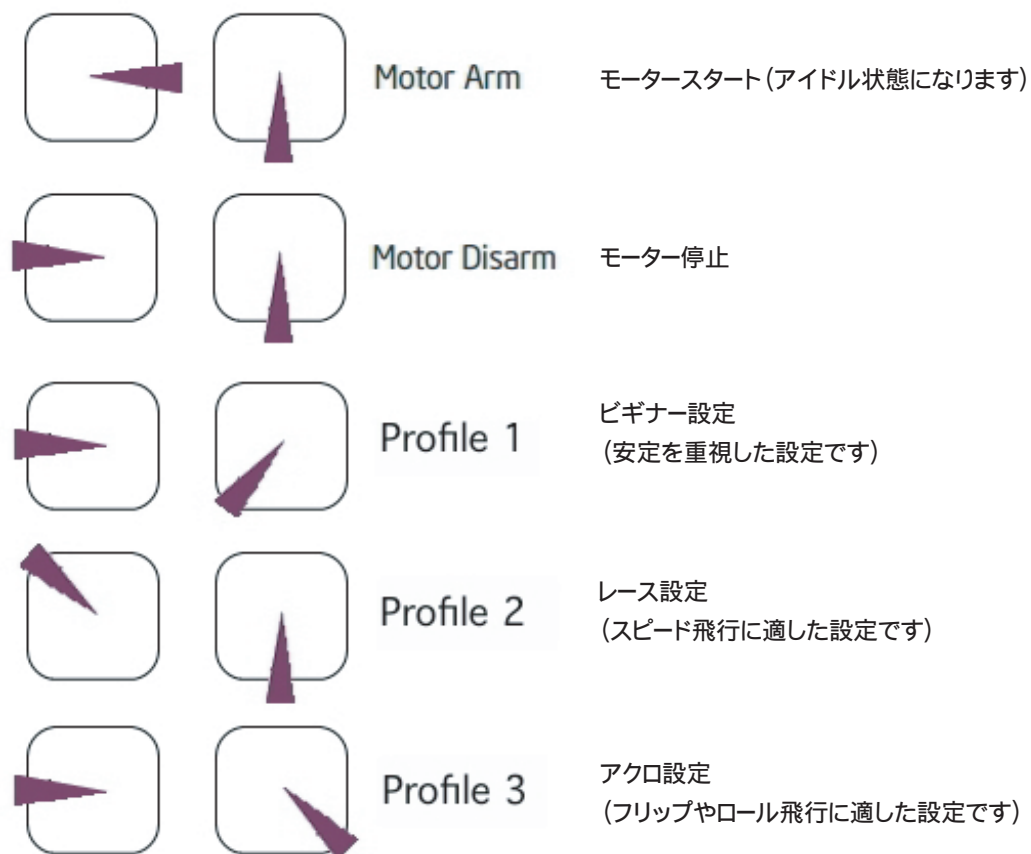 Motor Arm モータースタート（アイドル状態になります）
Motor Disarm モーター停止
Profile 1
ビギナー設定
（安定を重視した設定です）
Profile 2
レース設定
（スピード飛行に適した設定です）
Profile 3
アクロ設定
（フリップやロール飛行に適した設定です）